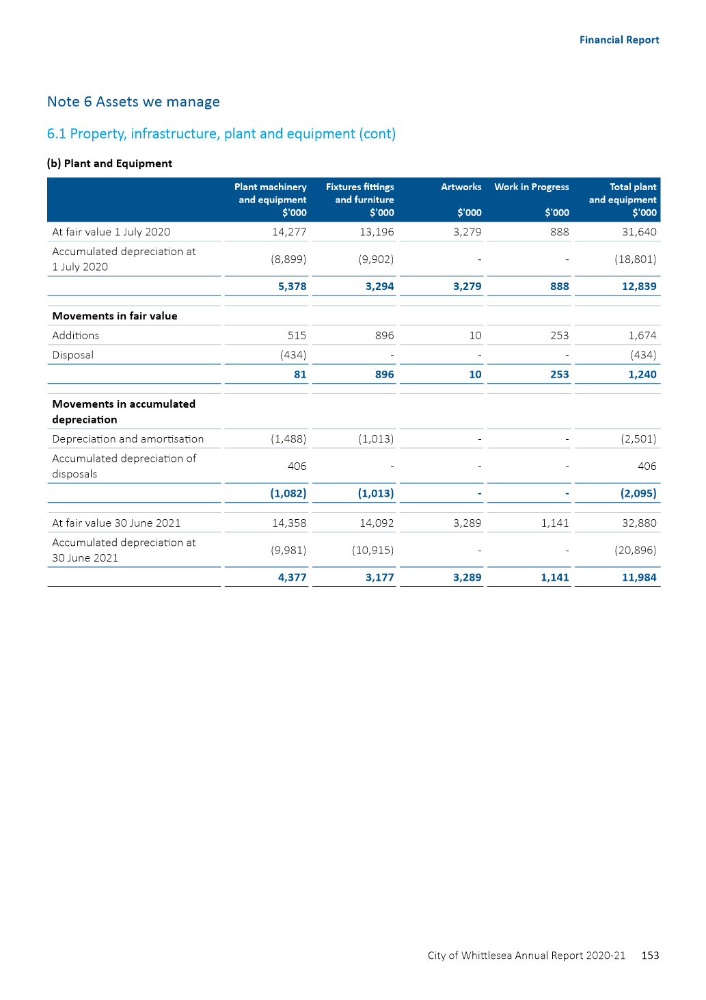 Financial Report
Note 6 Assets we manage
6.1 Property, infrastructure, plant and equipment (cont)
(b) Plant and Equipment
Plant machinery Fixtures fittings Artworks Work in Progress Total plant
and equipment and furniture and equipment
$'000 $'000 $'000 $'000 $'000
At fair value 1 July 2020 14,277 13,196 3,279 888 31,640
Accumulated depreciation at
1 July 2020 (8,899) (9,902) - - (18,801)
5,378 3,294 3,279 888 12,839
Movements in fair value
Additions 515 896 10 253 1,674
Disposal (434) - - - (434)
81 896 10 253 1,240
Movements in accumulated
depreciation
Depreciation and amortisation (1,488) (1,013) - - (2,501)
Accumulated depreciation of
disposals 406 - - - 406
(1,082) (1,013) - - (2,095)
At fair value 30 June 2021 14,358 14,092 3,289 1,141 32,880
Accumulated depreciation at
30 June 2021 (9,981) (10,915) - - (20,896)
4,377 3,177 3,289 1,141 11,984
City of Whittlesea Annual Report 2020-21 153